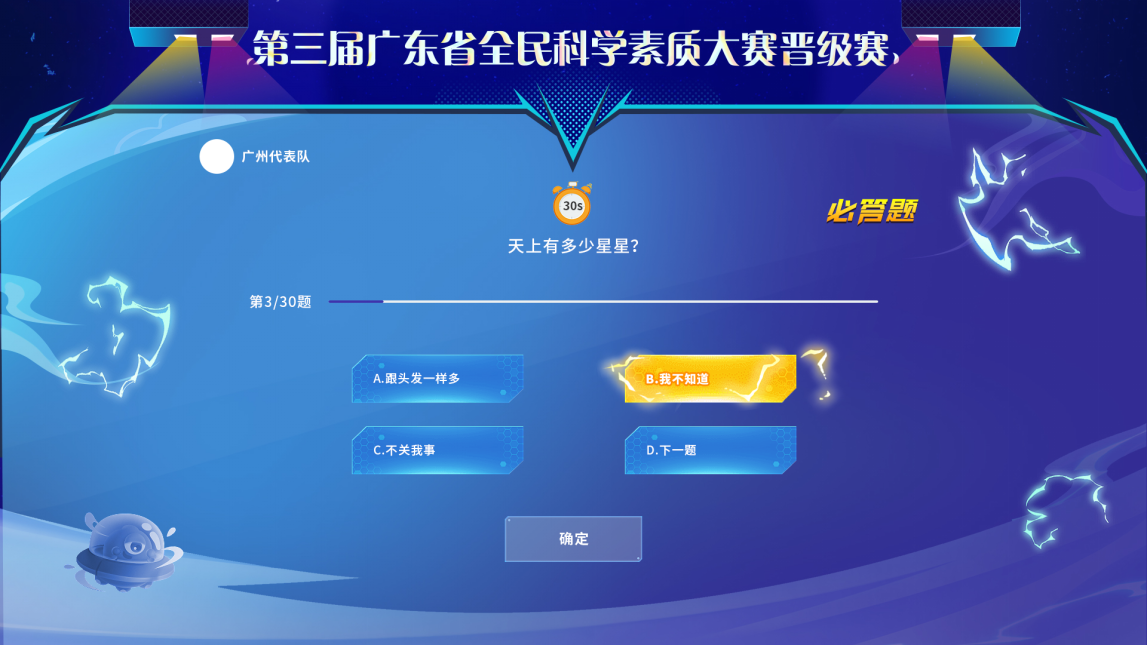 第三届广东省全民科学素质大赛晋级赛
广州代表队
30s
必答题
天上有多少星星?
第3/30题
A.跟头发一样多
B.我不知道
C.不关我事
D.下一题
确定